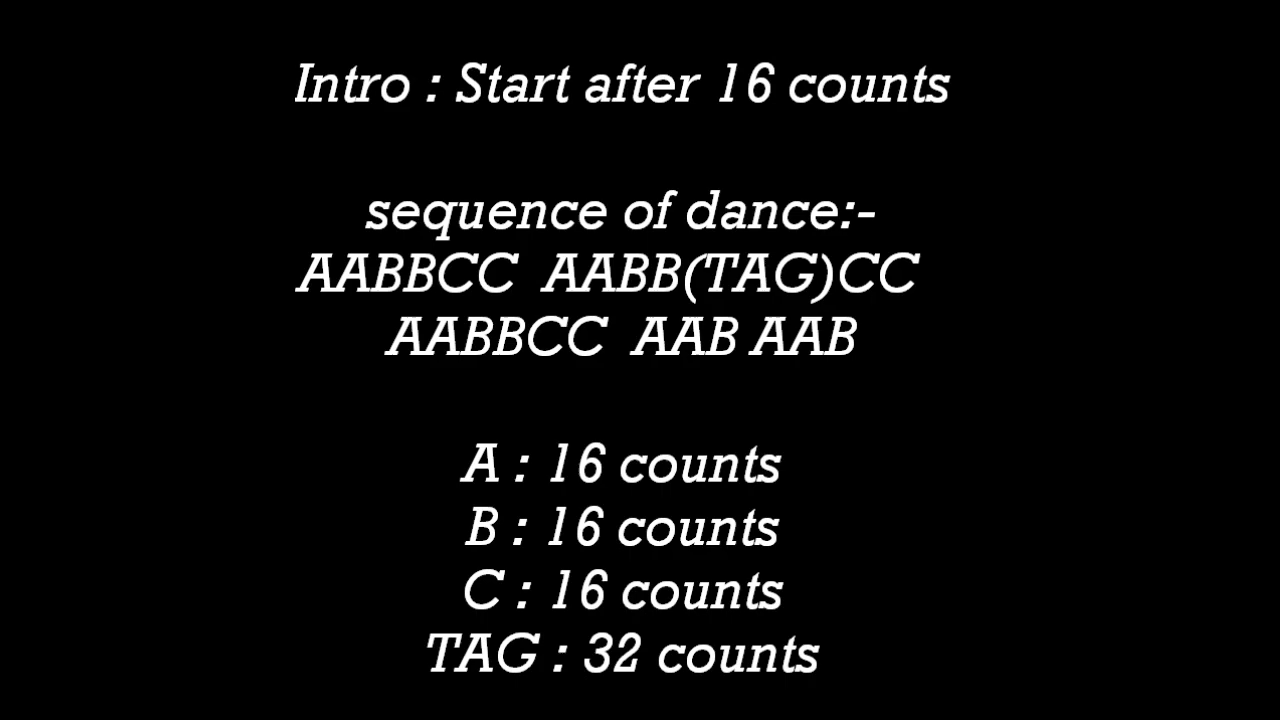 Intro : Start after 16 counts
sequence of dance:-
AABBCC AABB(TAG)CC
AABBCC AAB AAB
A : 16 counts
B : 16 counts
C : 16 counts
TAG : 32 counts